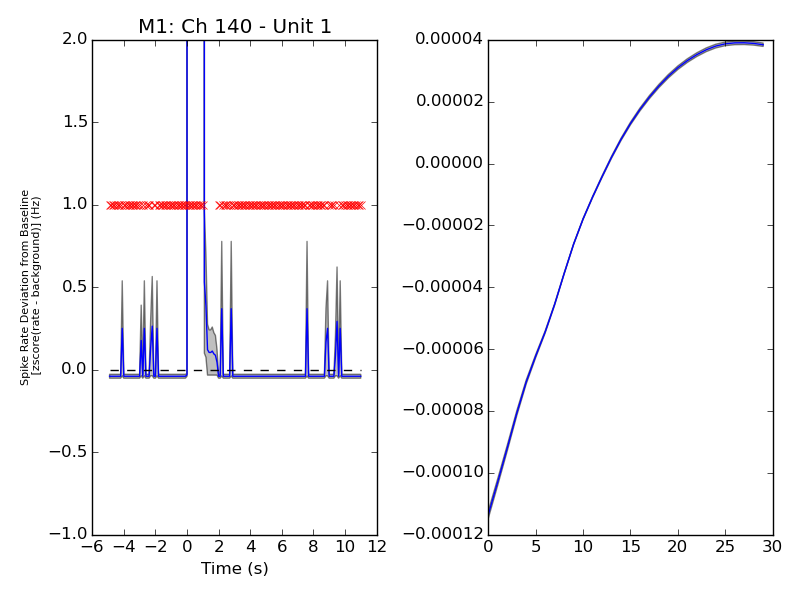 M1: Ch 140 - Unit 1
2.0
1.5
1.0
0.5
0.0
−0.5
−1.0
−6 −4 −2 0 2 4 6 8 10 12
Time (s)
Spike Rate Deviation from Baseline
[zscore(rate - background)] (Hz)
0.00004
0.00002
0.00000
−0.00002
−0.00004
−0.00006
−0.00008
−0.00010
−0.00012
0 5 10 15 20 25 30